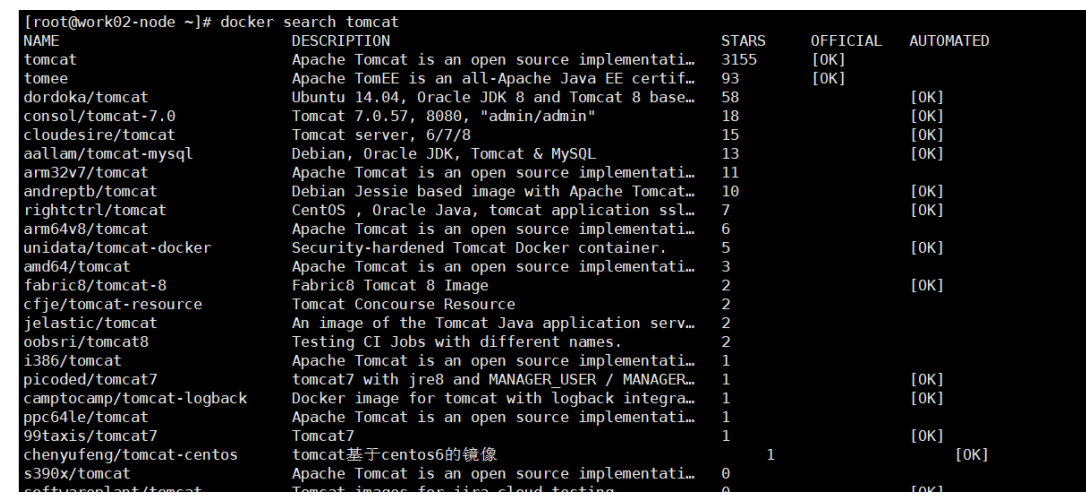 [root@work02-node ~]# docker search tomcat
NAME DESCRIPTION STARS OFFICIAL AUTOMATED
tomcat Apache Tomcat is an open source implementati… 3155 [OK]
tomee Apache TomEE is an all-Apache Java EE certif… 93 [OK]
dordoka/tomcat Ubuntu 14.04, Oracle JDK 8 and Tomcat 8 base… 58 [OK]
consol/tomcat-7.0 Tomcat 7.0.57, 8080, "admin/admin" 18 [OK]
cloudesire/tomcat Tomcat server, 6/7/8 15 [OK]
aallam/tomcat-mysql Debian, Oracle JDK, Tomcat & MySQL 13 [OK]
arm32v7/tomcat Apache Tomcat is an open source implementati… 11
andreptb/tomcat Debian Jessie based image with Apache Tomcat… 10 [OK]
rightctrl/tomcat CentOS , Oracle Java, tomcat application ssl… 7 [OK]
arm64v8/tomcat Apache Tomcat is an open source implementati… 6
unidata/tomcat-docker Security-hardened Tomcat Docker container. 5 [OK]
amd64/tomcat Apache Tomcat is an open source implementati… 3
fabric8/tomcat-8 Fabric8 Tomcat 8 Image 2 [OK]
cfje/tomcat-resource Tomcat Concourse Resource 2
jelastic/tomcat An image of the Tomcat Java application serv… 2
oobsri/tomcat8 Testing CI Jobs with different names. 2
i386/tomcat Apache Tomcat is an open source implementati… 1
picoded/tomcat7 tomcat7 with jre8 and MANAGER_USER / MANAGER… 1 [OK]
camptocamp/tomcat-logback Docker image for tomcat with logback integra… 1 [OK]
ppc64le/tomcat Apache Tomcat is an open source implementati… 1
99taxis/tomcat7 Tomcat7 1 [OK]
chenyufeng/tomcat-centos tomcat基于centos6的镜像 1 [OK]
s390x/tomcat Apache Tomcat is an open source implementati… 0
softwareplant/tomcat Tomcat images for jira-cloud testing 0 [OK]